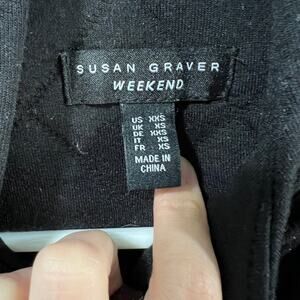 SUSAN GRAVER
WEEKEND
US XXS
UK XS
DE XXS
IT XS
FR XS
MADE IN
CHINA